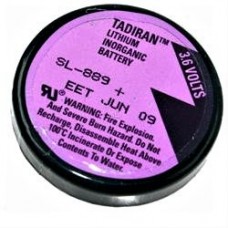 TADIRAN™
LITHIUM
INORGANIC
BATTERY
3.6 VOLTS
SL-889 +
EET JUN 09
WARNING: Fire Explosion.
And Severe Burn Hazard. Do Not
Recharge, Disassemble Heat Above
100°C Incinerate Or Expose
Contents To Water.